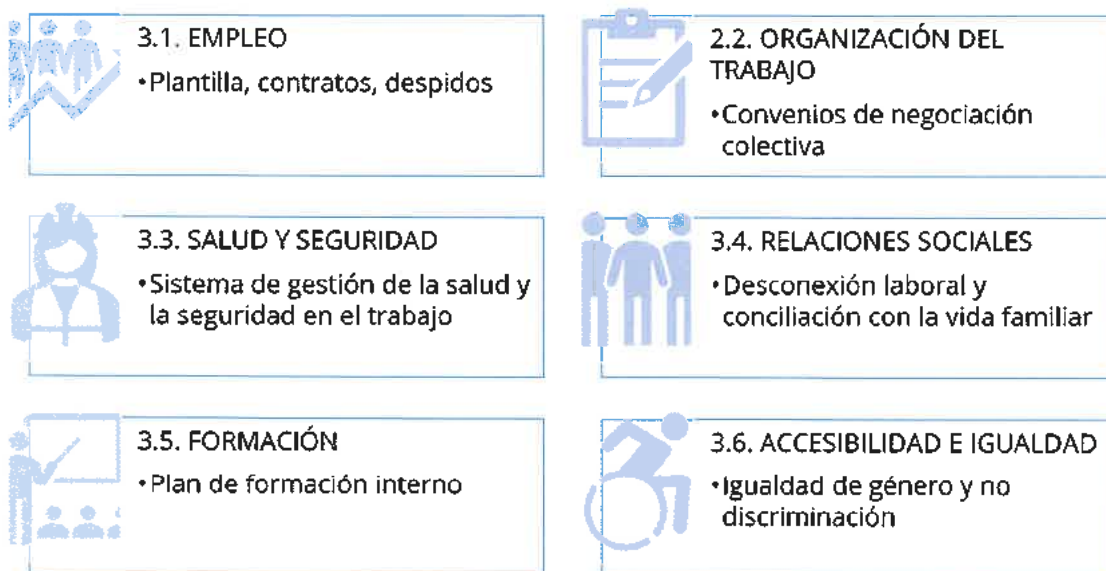 3.1. EMPLEO
•Plantilla, contratos, despidos
2.2. ORGANIZACIÓN DEL
TRABAJO
•Convenios de negociación
colectiva
3.3. SALUD Y SEGURIDAD
•Sistema de gestión de la salud y
la seguridad en el trabajo
3.4. RELACIONES SOCIALES
•Desconexión laboral y
conciliación con la vida familiar
3.5. FORMACIÓN
•Plan de formación interno
3.6. ACCESIBILIDAD E IGUALDAD
•Igualdad de género y no
discriminación